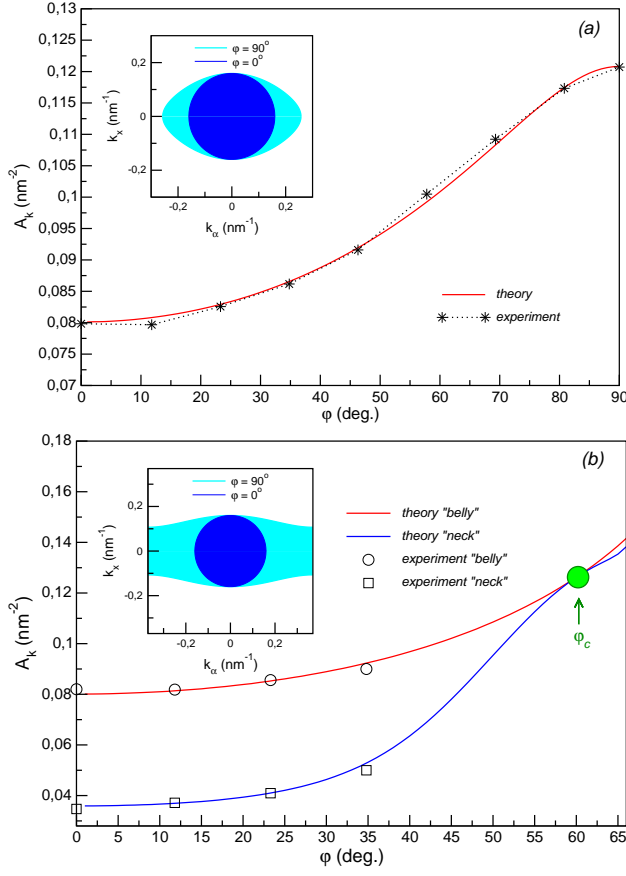 (a)
0,13
0,12
0,115
0,11
0,105
0,1
0,095
0,09
0,085
0,08
0,075
0,07
A_k (nm^-2)
0 10 20 30 40 50 60 70 80 90
φ (deg.)
theory
experiment
φ = 90°
φ = 0°
0,2
0
-0,2
k_x (nm^-1)
-0,2 0 0,2
k_α (nm^-1)
(b)
0,18
0,16
0,14
0,12
0,1
0,08
0,06
0,04
A_k (nm^-2)
0 5 10 15 20 25 30 35 40 45 50 55 60 65
φ (deg.)
theory "belly"
theory "neck"
experiment "belly"
experiment "neck"
φ_c
φ = 90°
φ = 0°
0,2
0
-0,2
k_x (nm^-1)
-0,2 0 0,2
k_α (nm^-1)